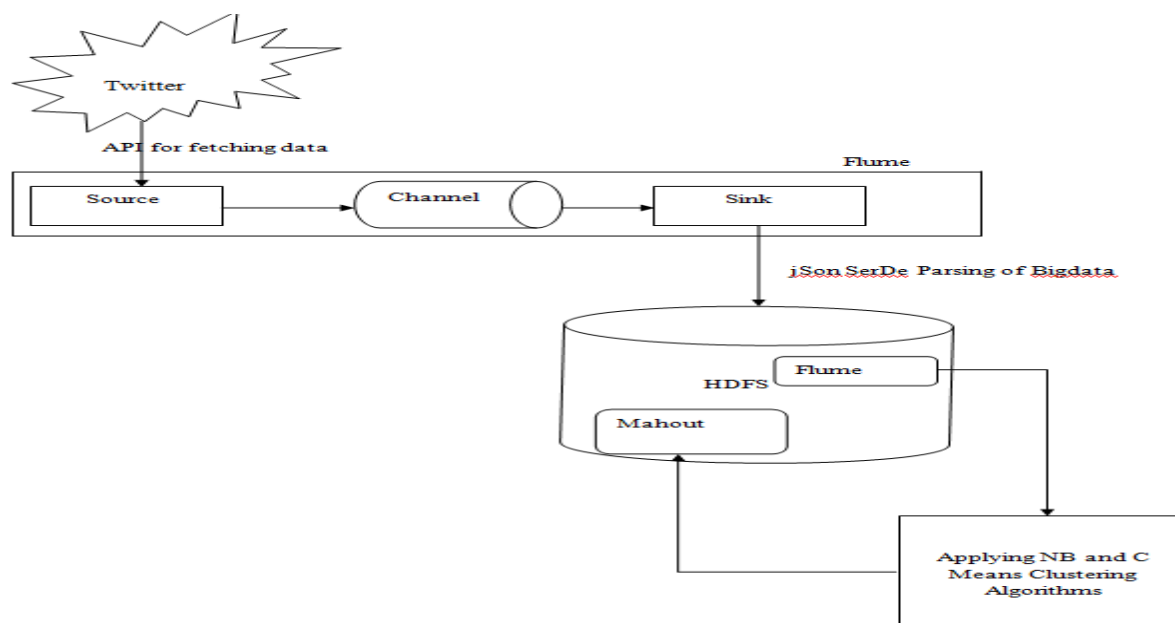 Twitter
API for fetching data
Flume
Source
Channel
Sink
jSon SerDe Parsing of Bigdata
Flume
HDFS
Mahout
Applying NB and C
Means Clustering
Algorithms